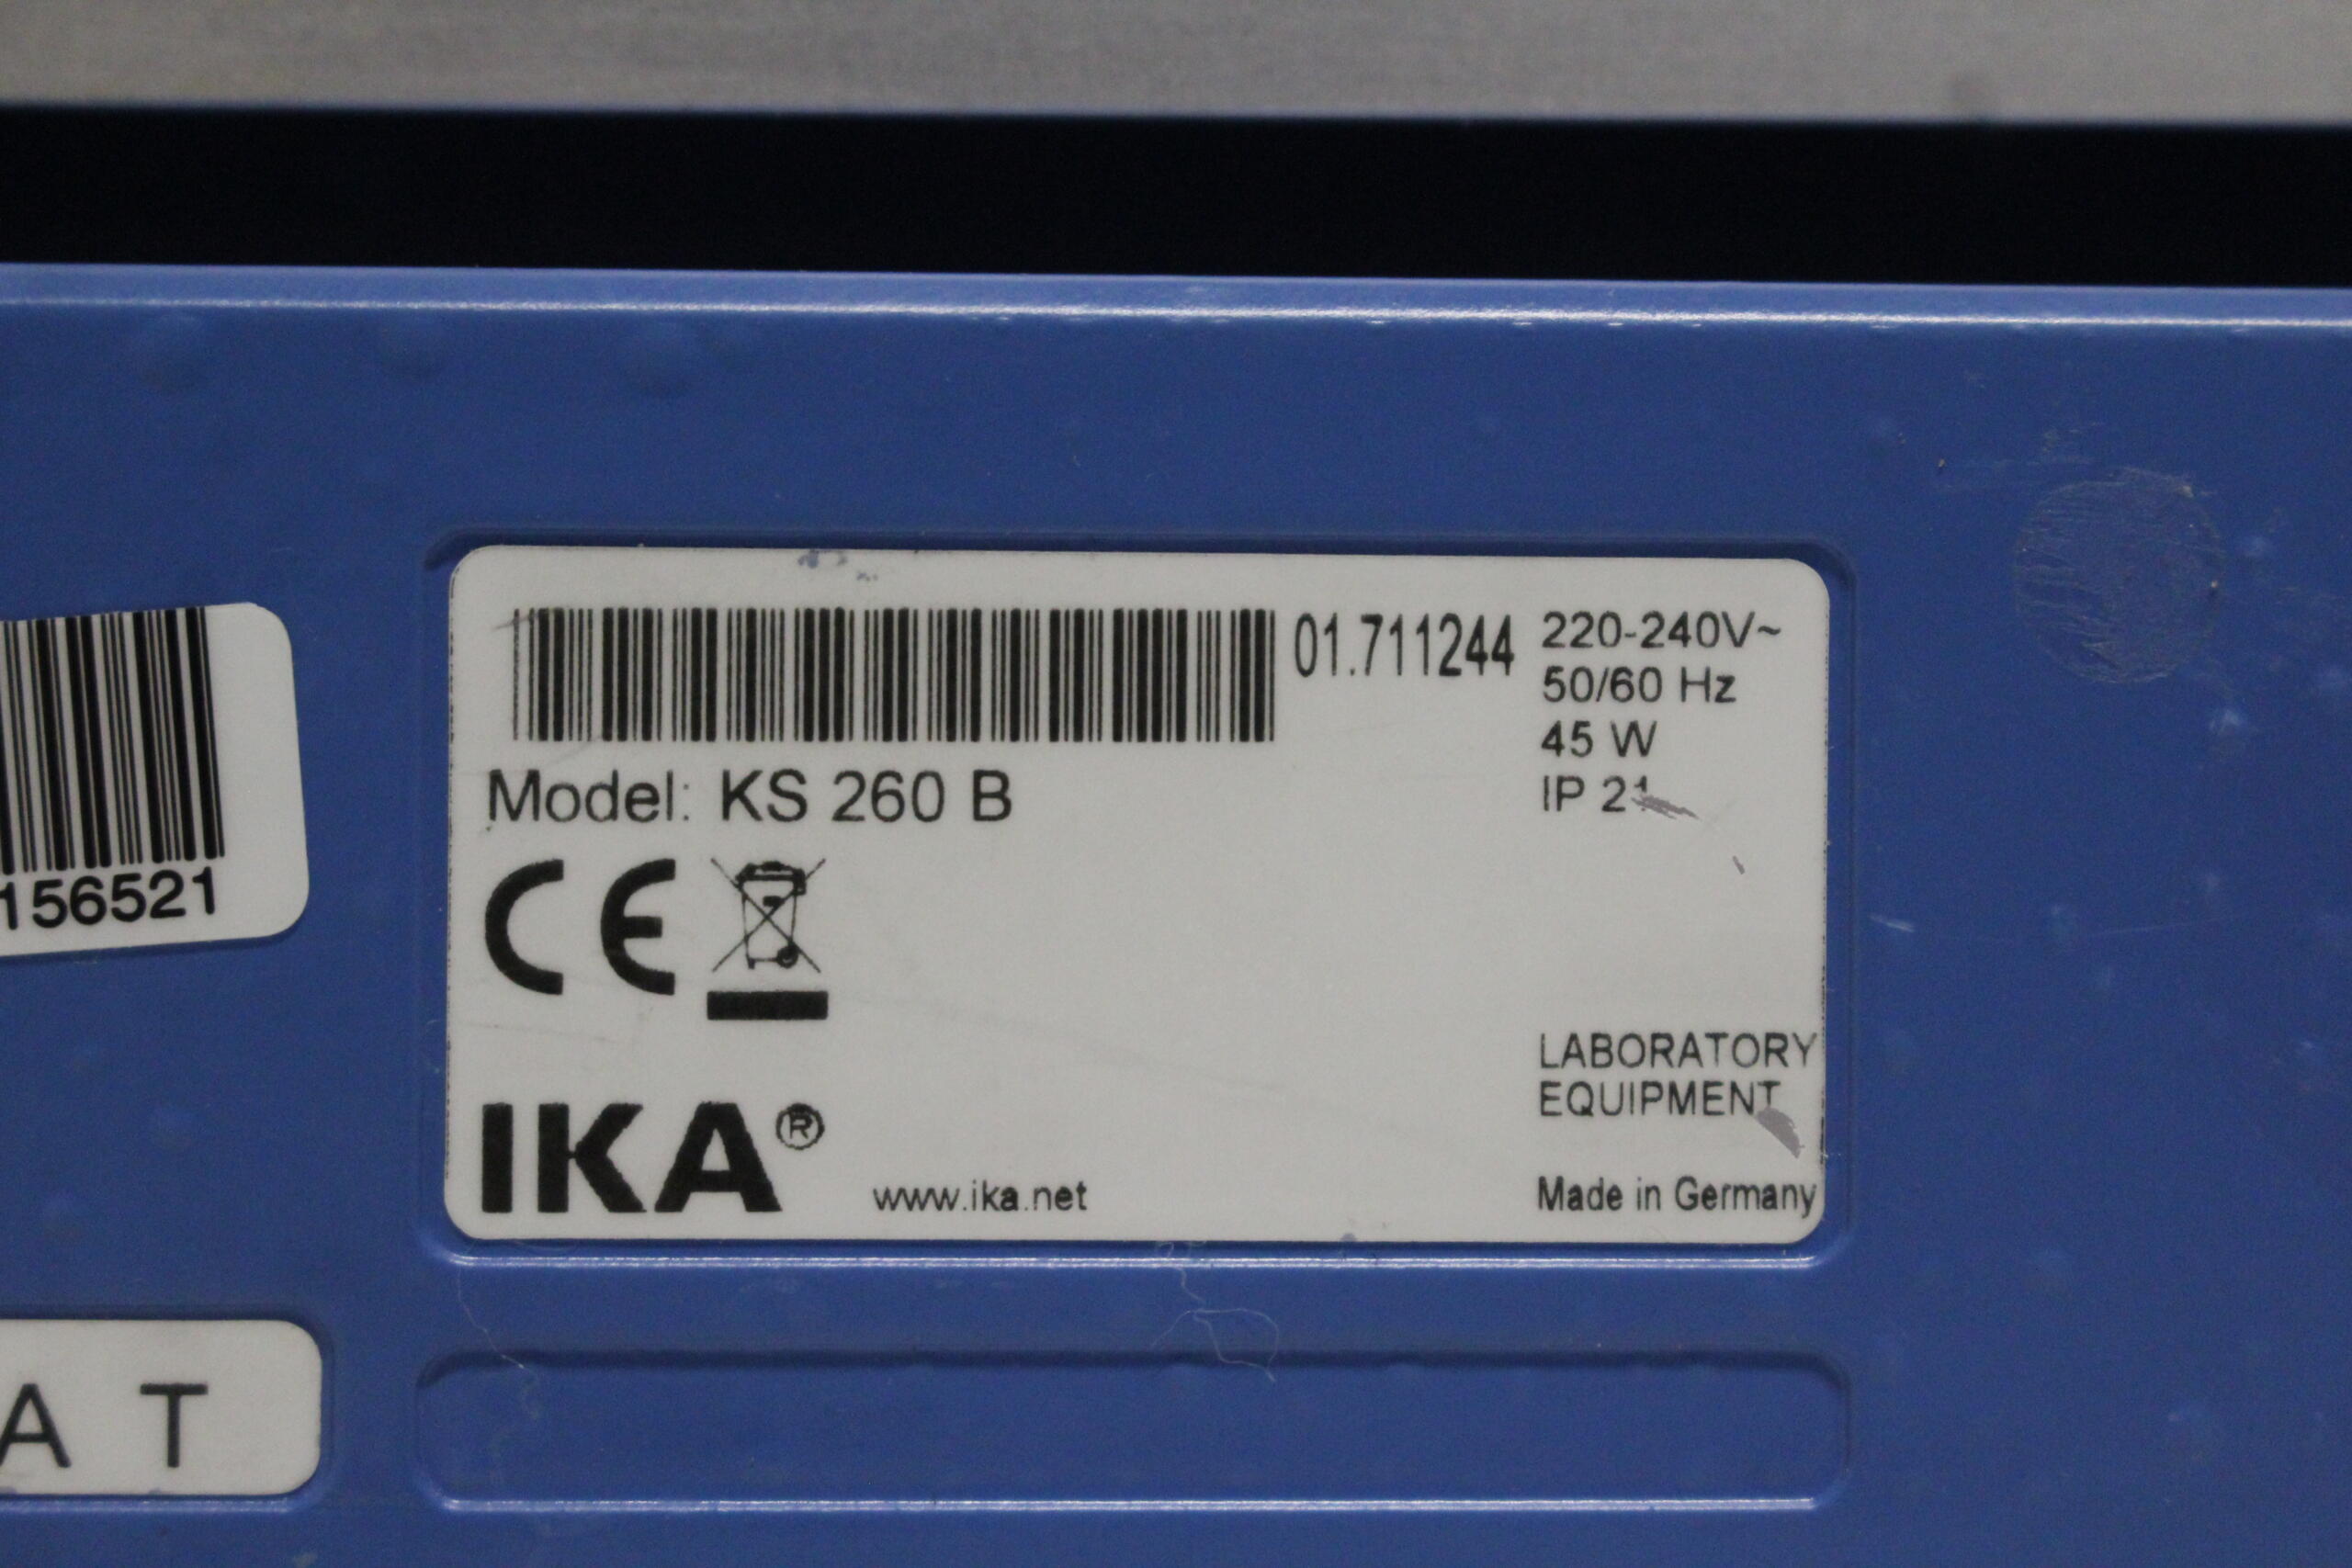 01.711244
220-240V~
50/60 Hz
45 W
IP 21
Model: KS 260 B
CE
IKA®
www.ika.net
LABORATORY
EQUIPMENT
Made in Germany
156521
A T